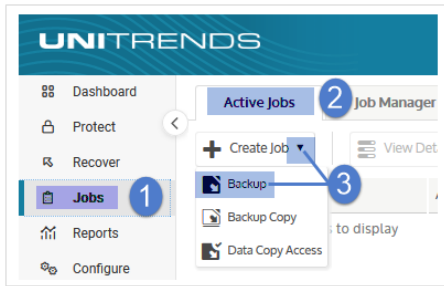 UNITRENDS
Dashboard
Protect
Recover
Jobs 1
Reports
Configure
Active Jobs 2 Job Manager
Create Job View Det
Backup 3
Backup Copy
s to display
Data Copy Access